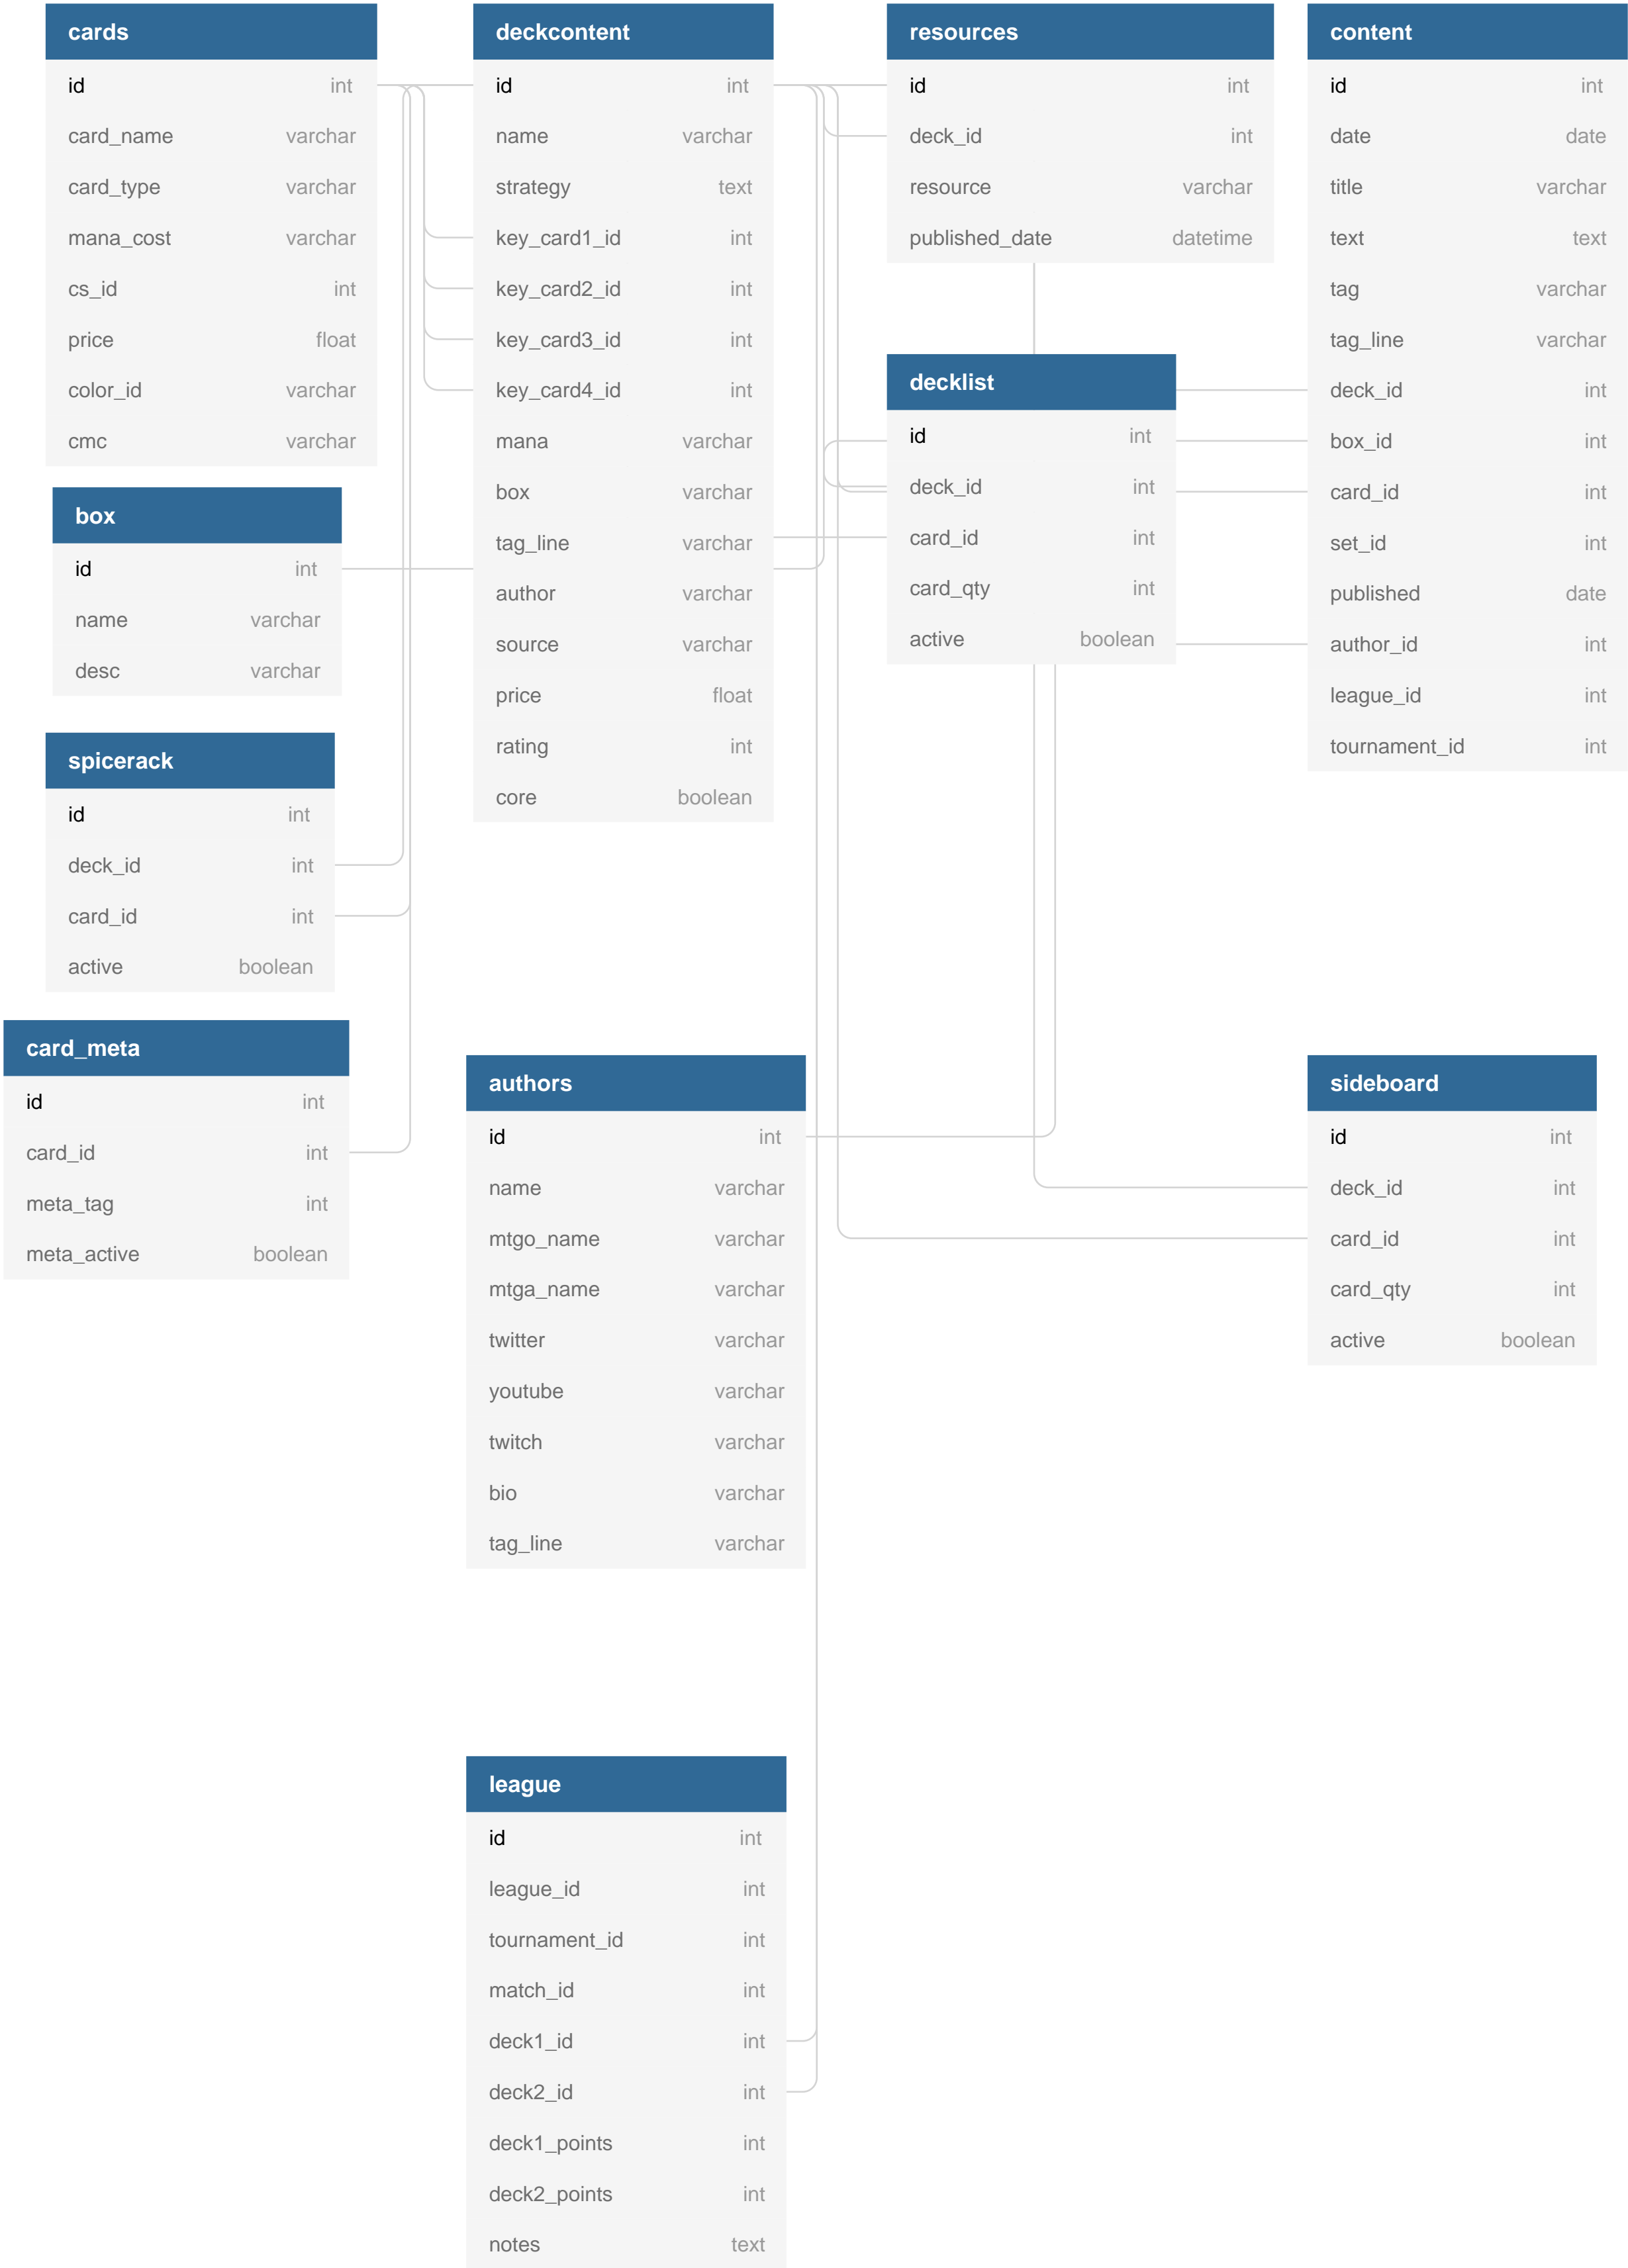 cards
id int
card_name varchar
card_type varchar
mana_cost varchar
cs_id int
price float
color_id varchar
cmc varchar
box
id int
name varchar
desc varchar
spicerack
id int
deck_id int
card_id int
active boolean
card_meta
id int
card_id int
meta_tag int
meta_active boolean
deckcontent
id int
name varchar
strategy text
key_card1_id int
key_card2_id int
key_card3_id int
key_card4_id int
mana varchar
box varchar
tag_line varchar
author varchar
source varchar
price float
rating int
core boolean
authors
id int
name varchar
mtgo_name varchar
mtga_name varchar
twitter varchar
youtube varchar
twitch varchar
bio varchar
tag_line varchar
league
id int
league_id int
tournament_id int
match_id int
deck1_id int
deck2_id int
deck1_points int
deck2_points int
notes text
resources
id int
deck_id int
resource varchar
published_date datetime
decklist
id int
deck_id int
card_id int
card_qty int
active boolean
content
id int
date date
title varchar
text text
tag varchar
tag_line varchar
deck_id int
box_id int
card_id int
set_id int
published date
author_id int
league_id int
tournament_id int
sideboard
id int
deck_id int
card_id int
card_qty int
active boolean